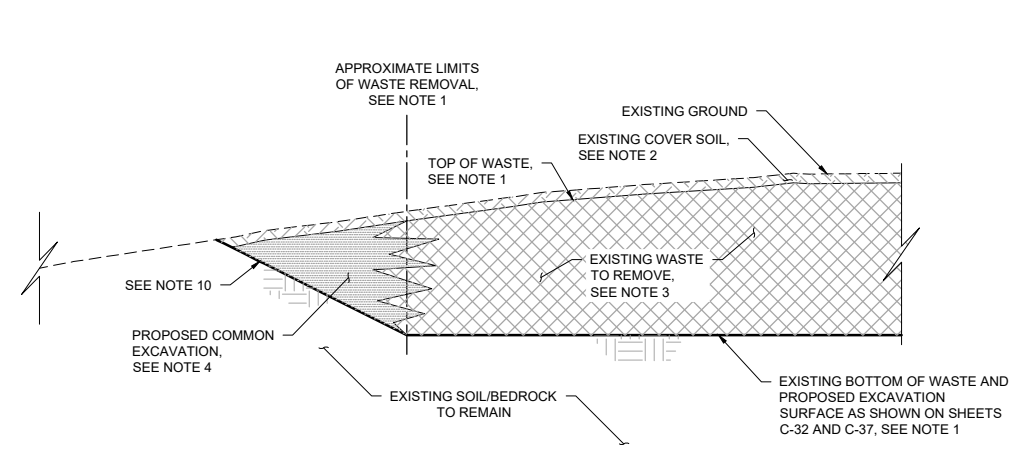 APPROXIMATE LIMITS
OF WASTE REMOVAL,
SEE NOTE 1
EXISTING GROUND
EXISTING COVER SOIL,
SEE NOTE 2
TOP OF WASTE,
SEE NOTE 1
EXISTING WASTE
TO REMOVE,
SEE NOTE 3
SEE NOTE 10
PROPOSED COMMON
EXCAVATION,
SEE NOTE 4
EXISTING SOIL/BEDROCK
TO REMAIN
EXISTING BOTTOM OF WASTE AND
PROPOSED EXCAVATION
SURFACE AS SHOWN ON SHEETS
C-32 AND C-37, SEE NOTE 1